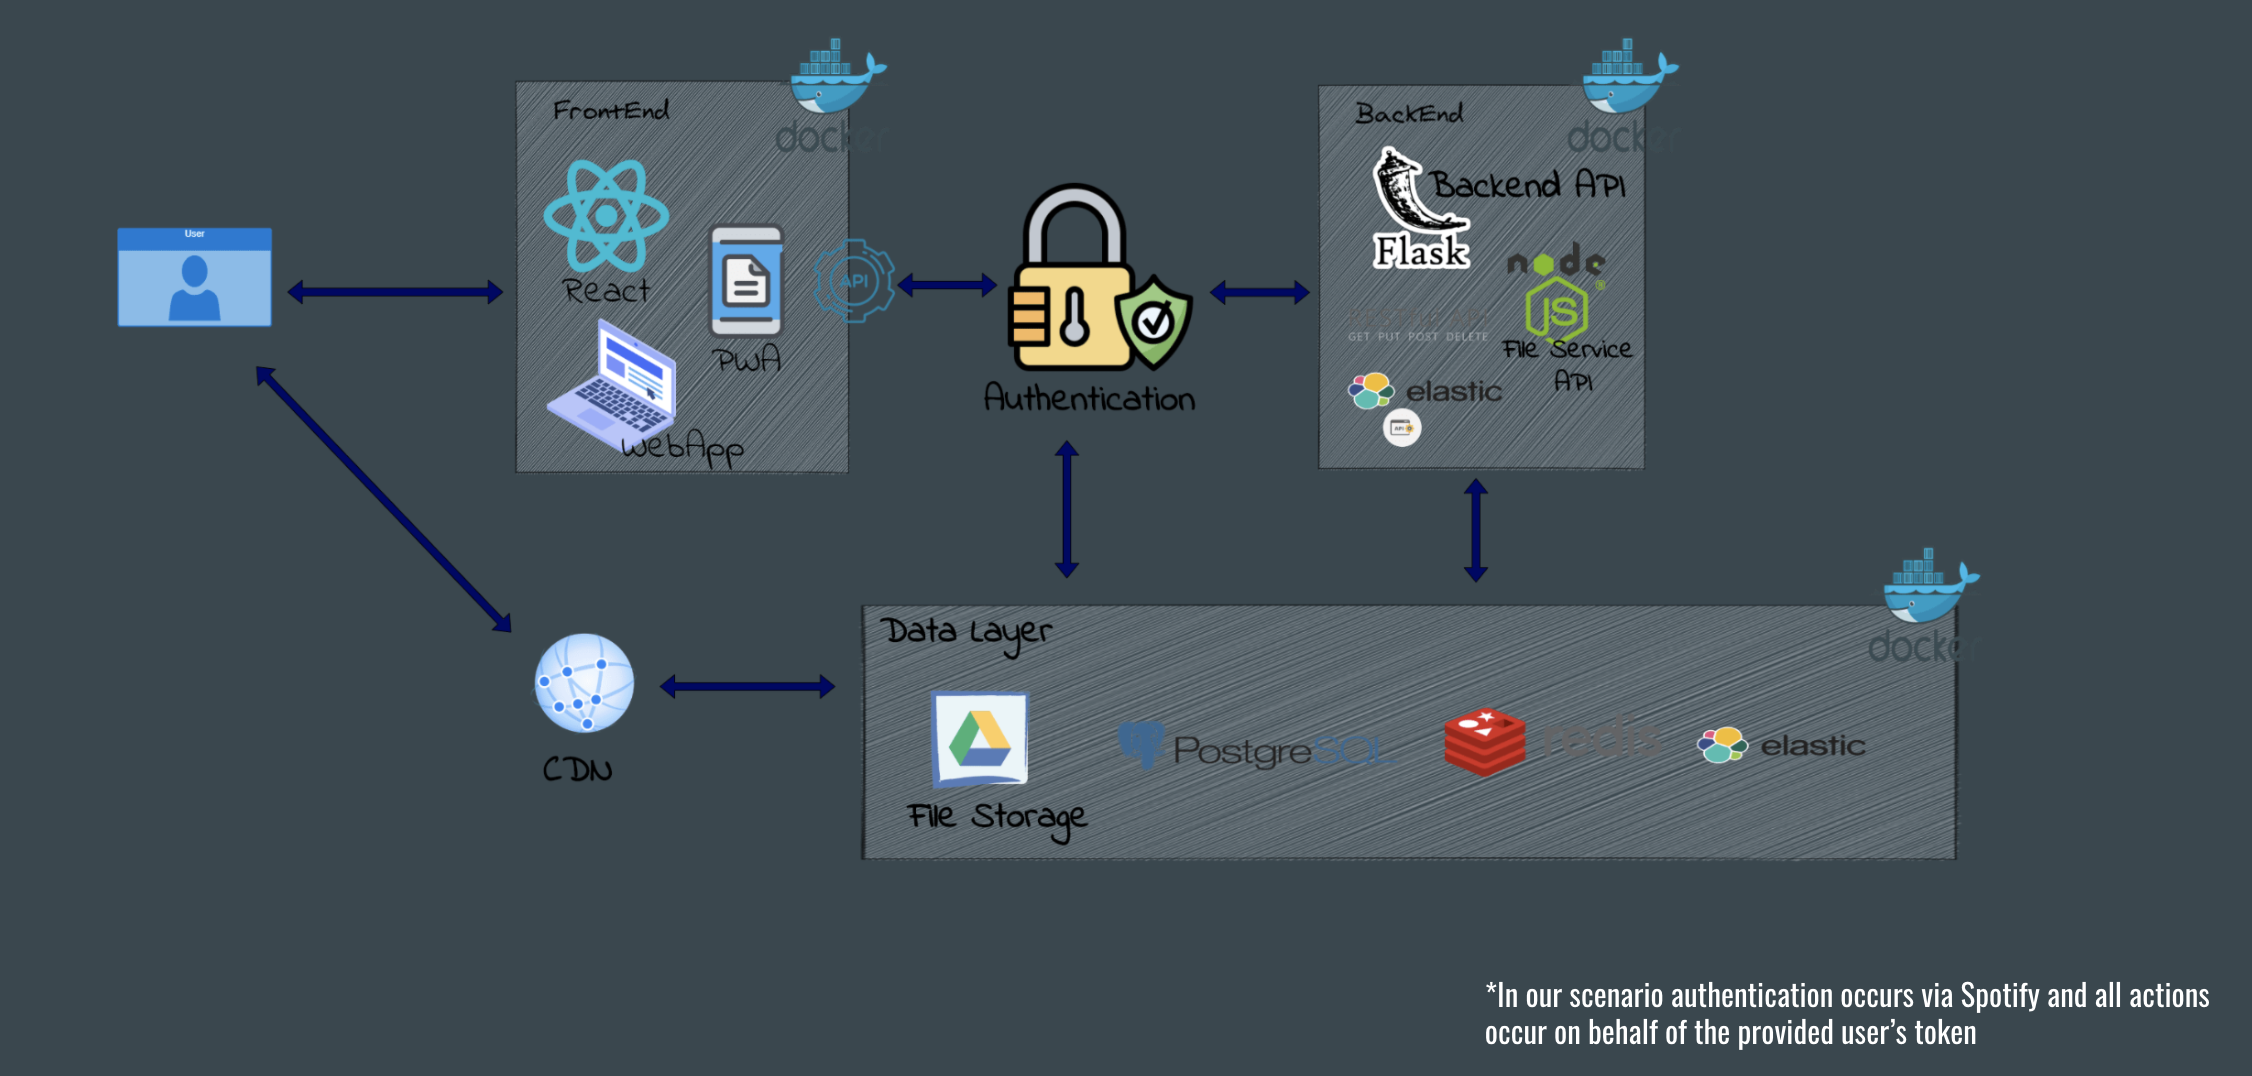 User
FrontEnd
docker
React
PWA
WebApp
API
Authentication
BackEnd
docker
Flask
Backend API
node
JS
®
GET PUT POST DELETE
File Service
API
elastic
API
CDN
Data Layer
docker
File Storage
PostgreSQL
redis
elastic
*In our scenario authentication occurs via Spotify and all actions
occur on behalf of the provided user's token